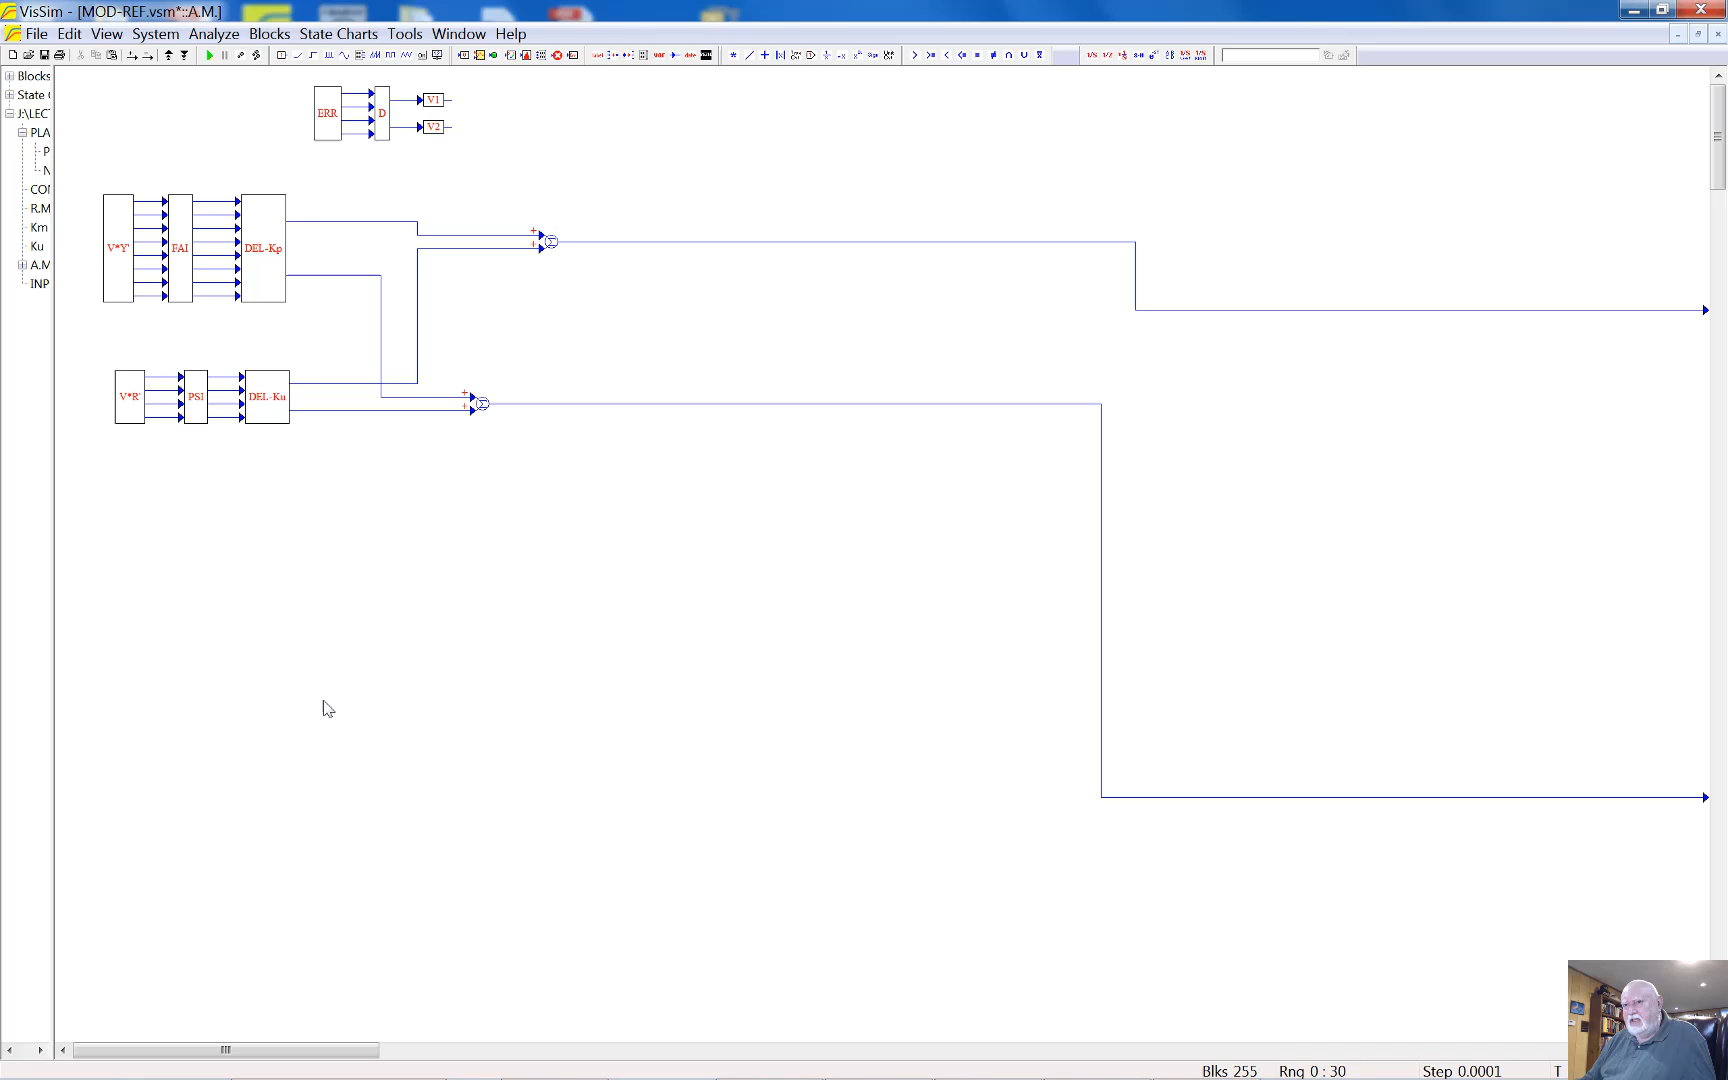 VisSim - [MOD-REF.vsm*::A.M.]
File Edit View System Analyze Blocks State Charts Tools Window Help
Blocks
State
J:\LEC
PLA
P
N
CO
R.M
Km
Ku
A.M
INP
ERR
D
V1
V2
V*Y'
FAI
DEL-Kp
+
+
Σ
V*R'
PSI
DEL-Ku
+
+
Σ
Blks 255 Rng 0 : 30 Step 0.0001 T